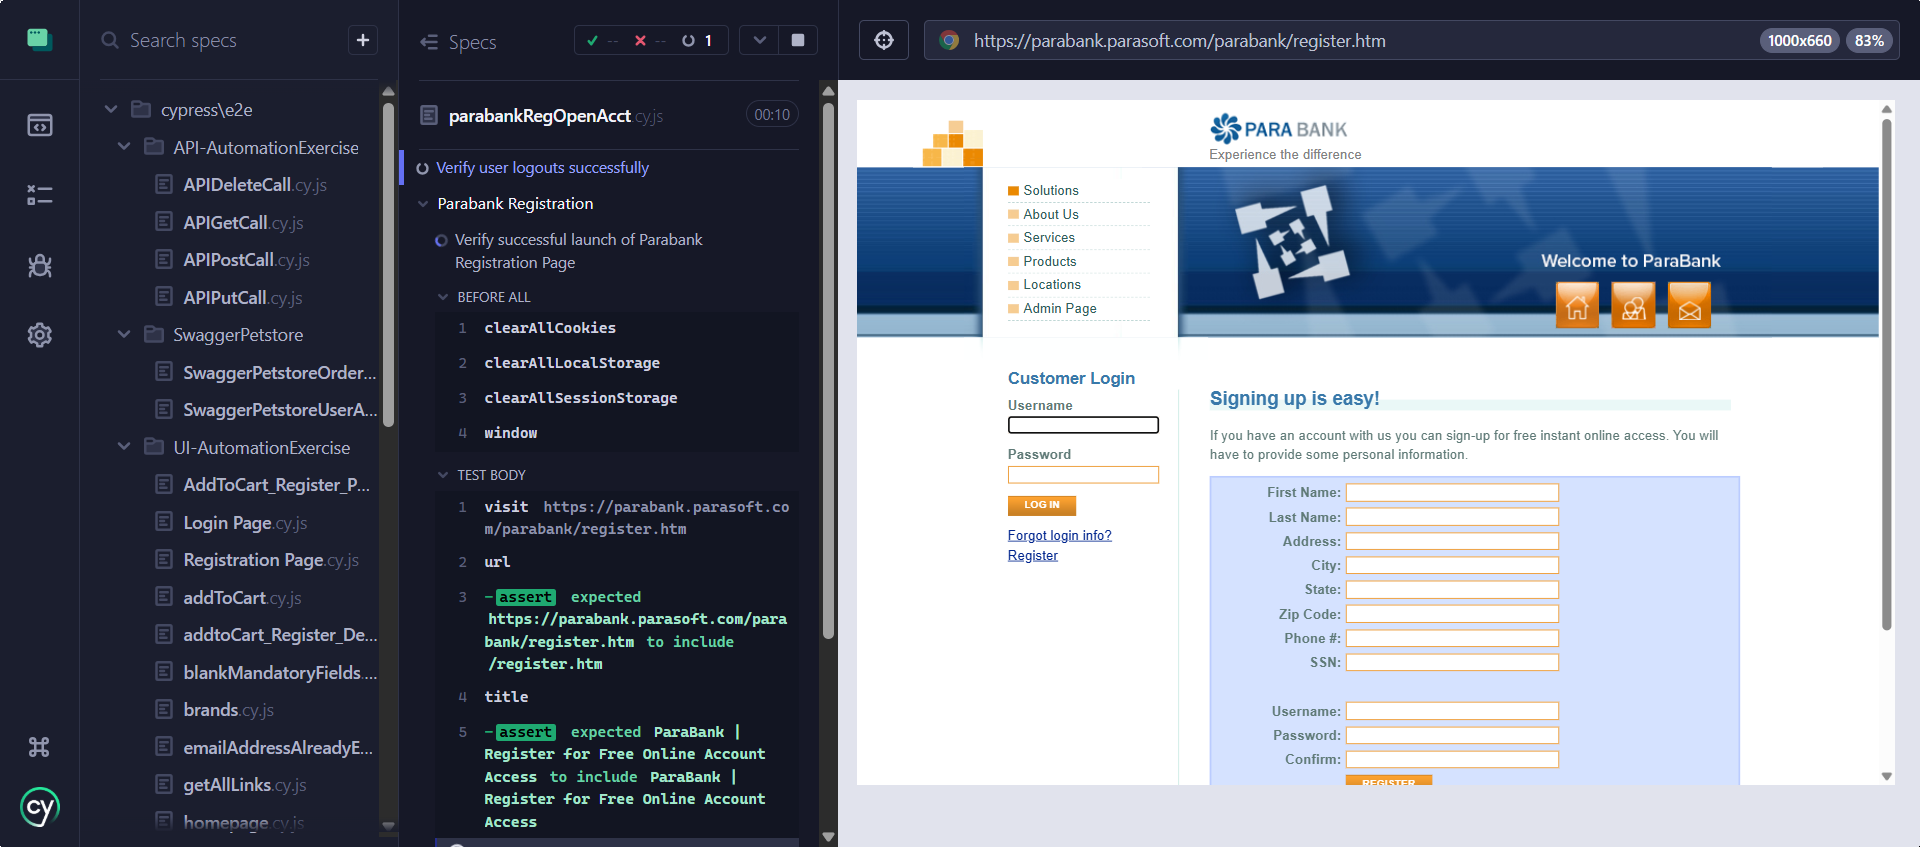 Search specs
+
cypress\e2e
API-AutomationExercise
APIDeleteCall.cy.js
APIGetCall.cy.js
APIPostCall.cy.js
APIPutCall.cy.js
SwaggerPetstore
SwaggerPetstoreOrder...
SwaggerPetstoreUserA...
UI-AutomationExercise
AddToCart_Register_P...
Login Page.cy.js
Registration Page.cy.js
addToCart.cy.js
addtoCart_Register_De...
blankMandatoryFields....
brands.cy.js
emailAddressAlreadyE...
getAllLinks.cy.js
homepage.cy.js
cy
Specs
-- -- 1
parabankRegOpenAcct.cy.js 00:10
Verify user logouts successfully
Parabank Registration
Verify successful launch of Parabank
Registration Page
BEFORE ALL
1 clearAllCookies
2 clearAllLocalStorage
3 clearAllSessionStorage
4 window
TEST BODY
1 visit https://parabank.parasoft.co
m/parabank/register.htm
2 url
3 -assert expected
https://parabank.parasoft.com/para
bank/register.htm to include
/register.htm
4 title
5 -assert expected ParaBank |
Register for Free Online Account
Access to include ParaBank |
Register for Free Online Account
Access
https://parabank.parasoft.com/parabank/register.htm 1000x660 83%
PARA BANK
Experience the difference
Solutions
About Us
Services
Products
Locations
Admin Page
Welcome to ParaBank
Customer Login
Username
Password
LOG IN
Forgot login info?
Register
Signing up is easy!
If you have an account with us you can sign-up for free instant online access. You will
have to provide some personal information.
First Name:
Last Name:
Address:
City:
State:
Zip Code:
Phone #:
SSN:
Username:
Password:
Confirm:
REGISTER